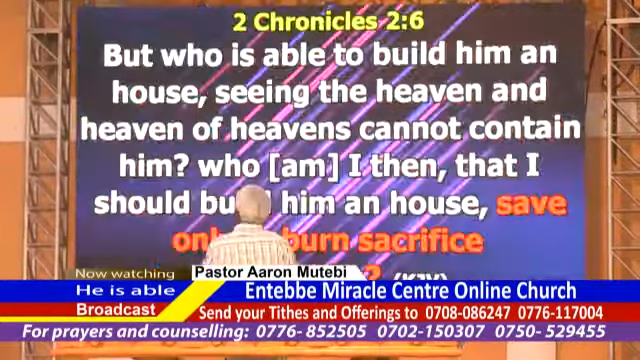 2 Chronicles 2:6
But who is able to build him an
house, seeing the heaven and
heaven of heavens cannot contain
him? who [am] I then, that I
should him an house, save
burn sacrifice
? (KJV)
Now watching
Pastor Aaron Mutebi
He is able
Broadcast
Entebbe Miracle Centre Online Church
Send your Tithes and Offerings to 0708-086247 0776-117004
For prayers and counselling: 0776- 852505 0702-150307 0750- 529455